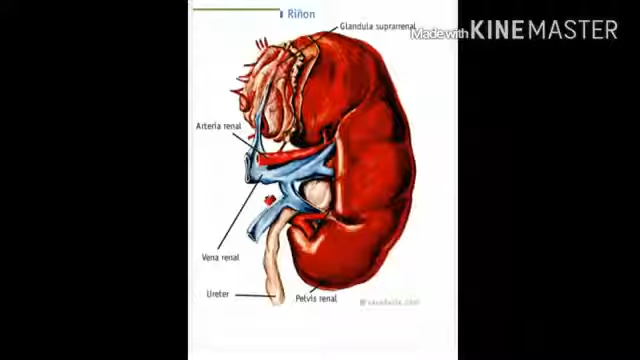 Riñon
Glandula suprarrenal
Made with KINEMASTER
Arteria renal
Vena renal
Ureter
Pelvis renal